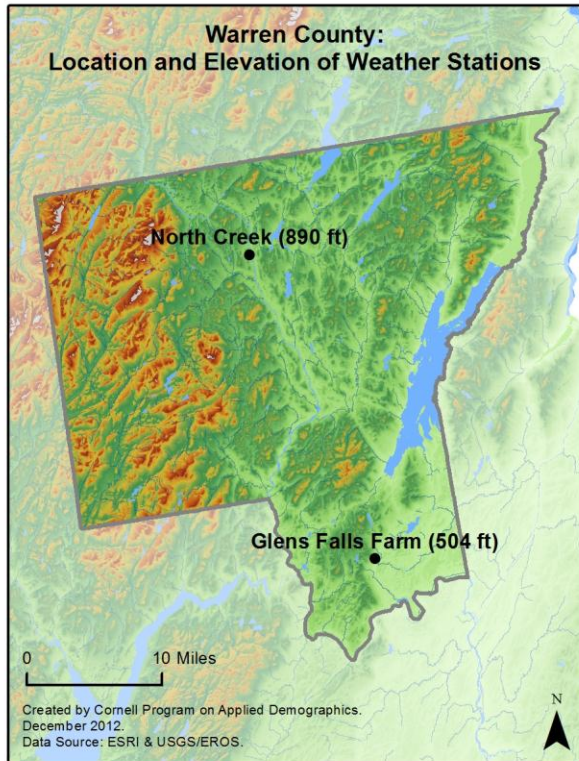 Warren County:
Location and Elevation of Weather Stations
North Creek (890 ft)
Glens Falls Farm (504 ft)
0 10 Miles
N
Created by Cornell Program on Applied Demographics.
December 2012.
Data Source: ESRI & USGS/EROS.